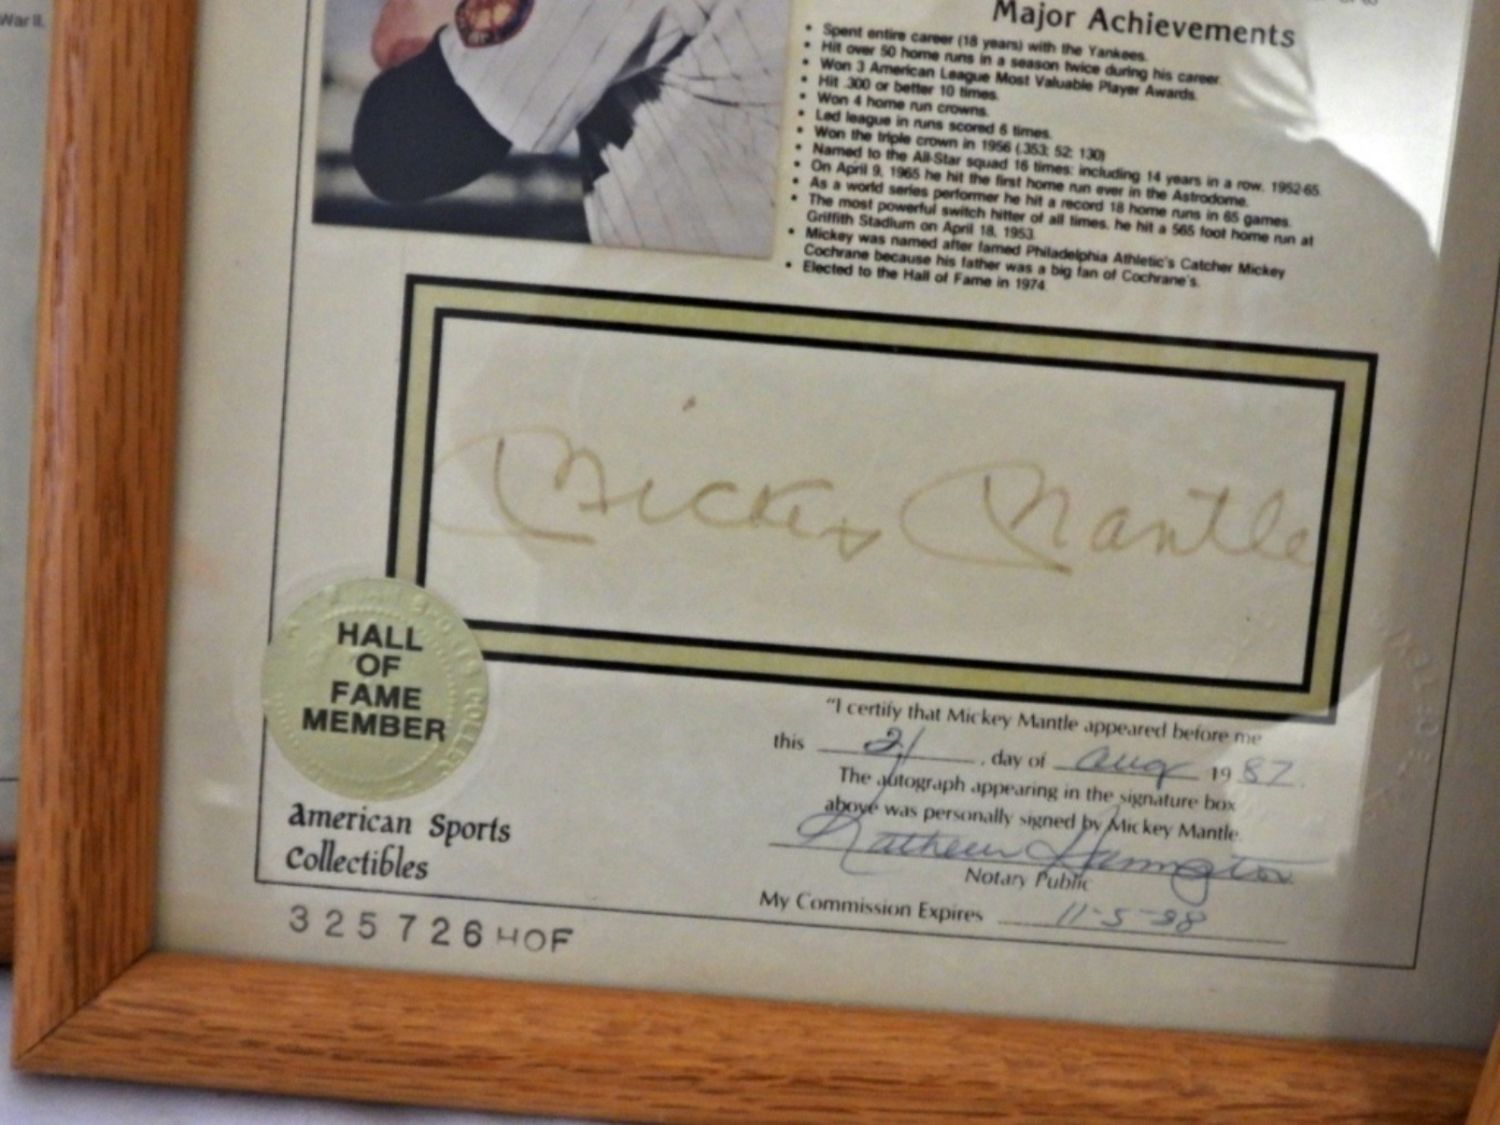 War II.
Major Achievements
• Spent entire career (18 years) with the Yankees.
• Hit over 50 home runs in a season twice during his career.
• Won 3 American League Most Valuable Player Awards.
• Hit .300 or better 10 times.
• Won 4 home run crowns.
• Led league in runs scored 6 times.
• Won the triple crown in 1956 (.353; 52; 130)
• Named to the All-Star squad 16 times; including 14 years in a row, 1952-65.
• On April 9, 1965 he hit the first home run ever in the Astrodome.
• As a world series performer he hit a record 18 home runs in 65 games.
• The most powerful switch hitter of all times, he hit a 565 foot home run at
Griffith Stadium on April 18, 1953.
• Mickey was named after famed Philadelphia Athletic's Catcher Mickey
Cochrane because his father was a big fan of Cochrane's.
• Elected to the Hall of Fame in 1974
Mickey Mantle
HALL
OF
FAME
MEMBER
"I certify that Mickey Mantle appeared before me
this 21, day of Aug 1987.
The autograph appearing in the signature box
above was personally signed by Mickey Mantle.
Harrington
Notary Public
My Commission Expires 11-5-88
American Sports
Collectibles
325726HOF